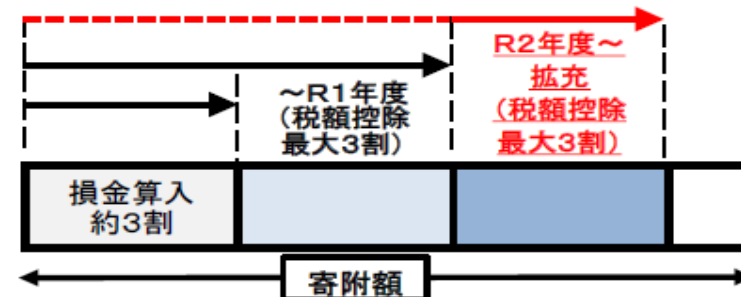 R2年度～
拡充
(税額控除
最大3割)
～R1年度
(税額控除
最大3割)
損金算入
約3割
寄附額